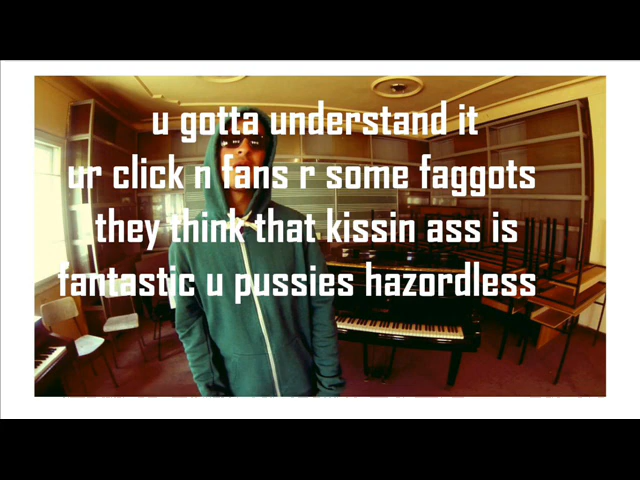 u gotta understand it
ur click n fans r some faggots
they think that kissin ass is
fantastic u pussies hazordless